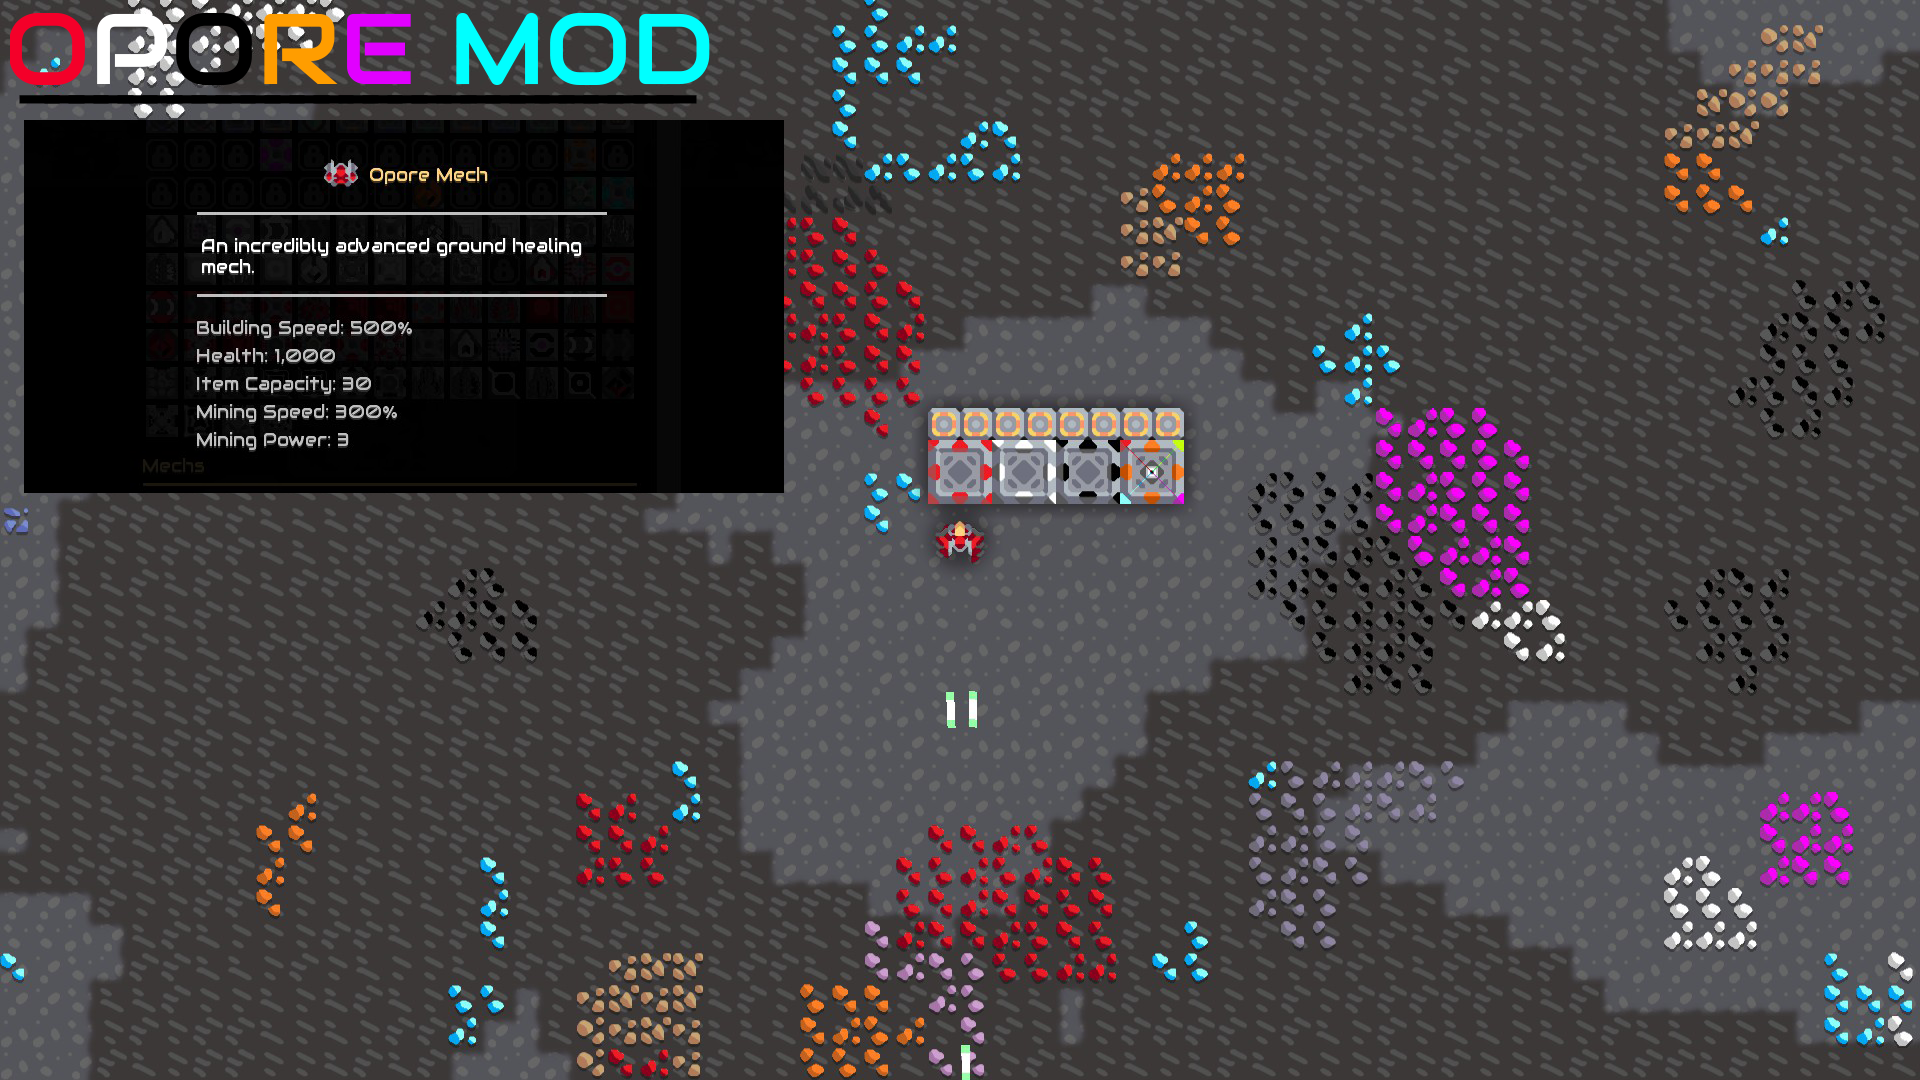 OPORE MOD
Opore Mech
An incredibly advanced ground healing
mech.
Building Speed: 500%
Health: 1,000
Item Capacity: 30
Mining Speed: 300%
Mining Power: 3
Mechs